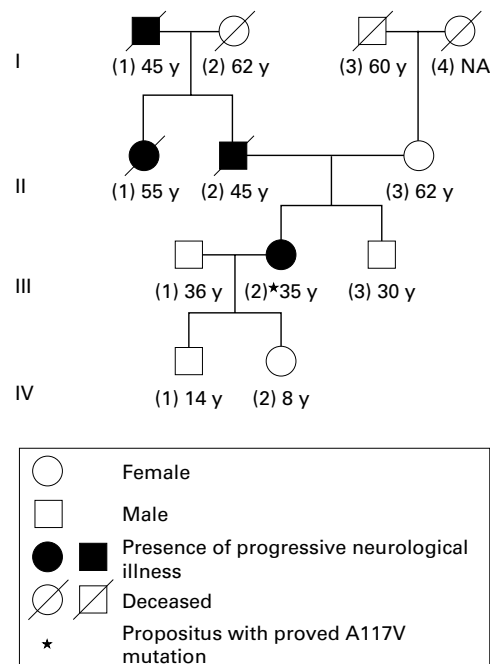 I
(1) 45 y (2) 62 y (3) 60 y (4) NA
II
(1) 55 y (2) 45 y (3) 62 y
III
(1) 36 y (2)★35 y (3) 30 y
IV
(1) 14 y (2) 8 y
Female
Male
Presence of progressive neurological
illness
Deceased
★ Propositus with proved A117V
mutation